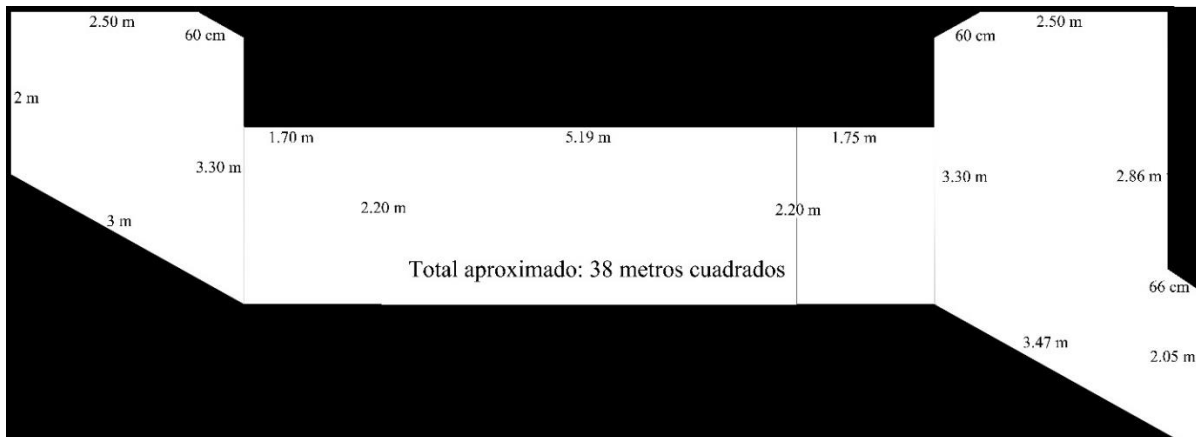 2.50 m
2.50 m
60 cm
60 cm
2 m
1.70 m
5.19 m
1.75 m
3.30 m
3.30 m
2.86 m
2.20 m
2.20 m
3 m
Total aproximado: 38 metros cuadrados
66 cm
3.47 m
2.05 m